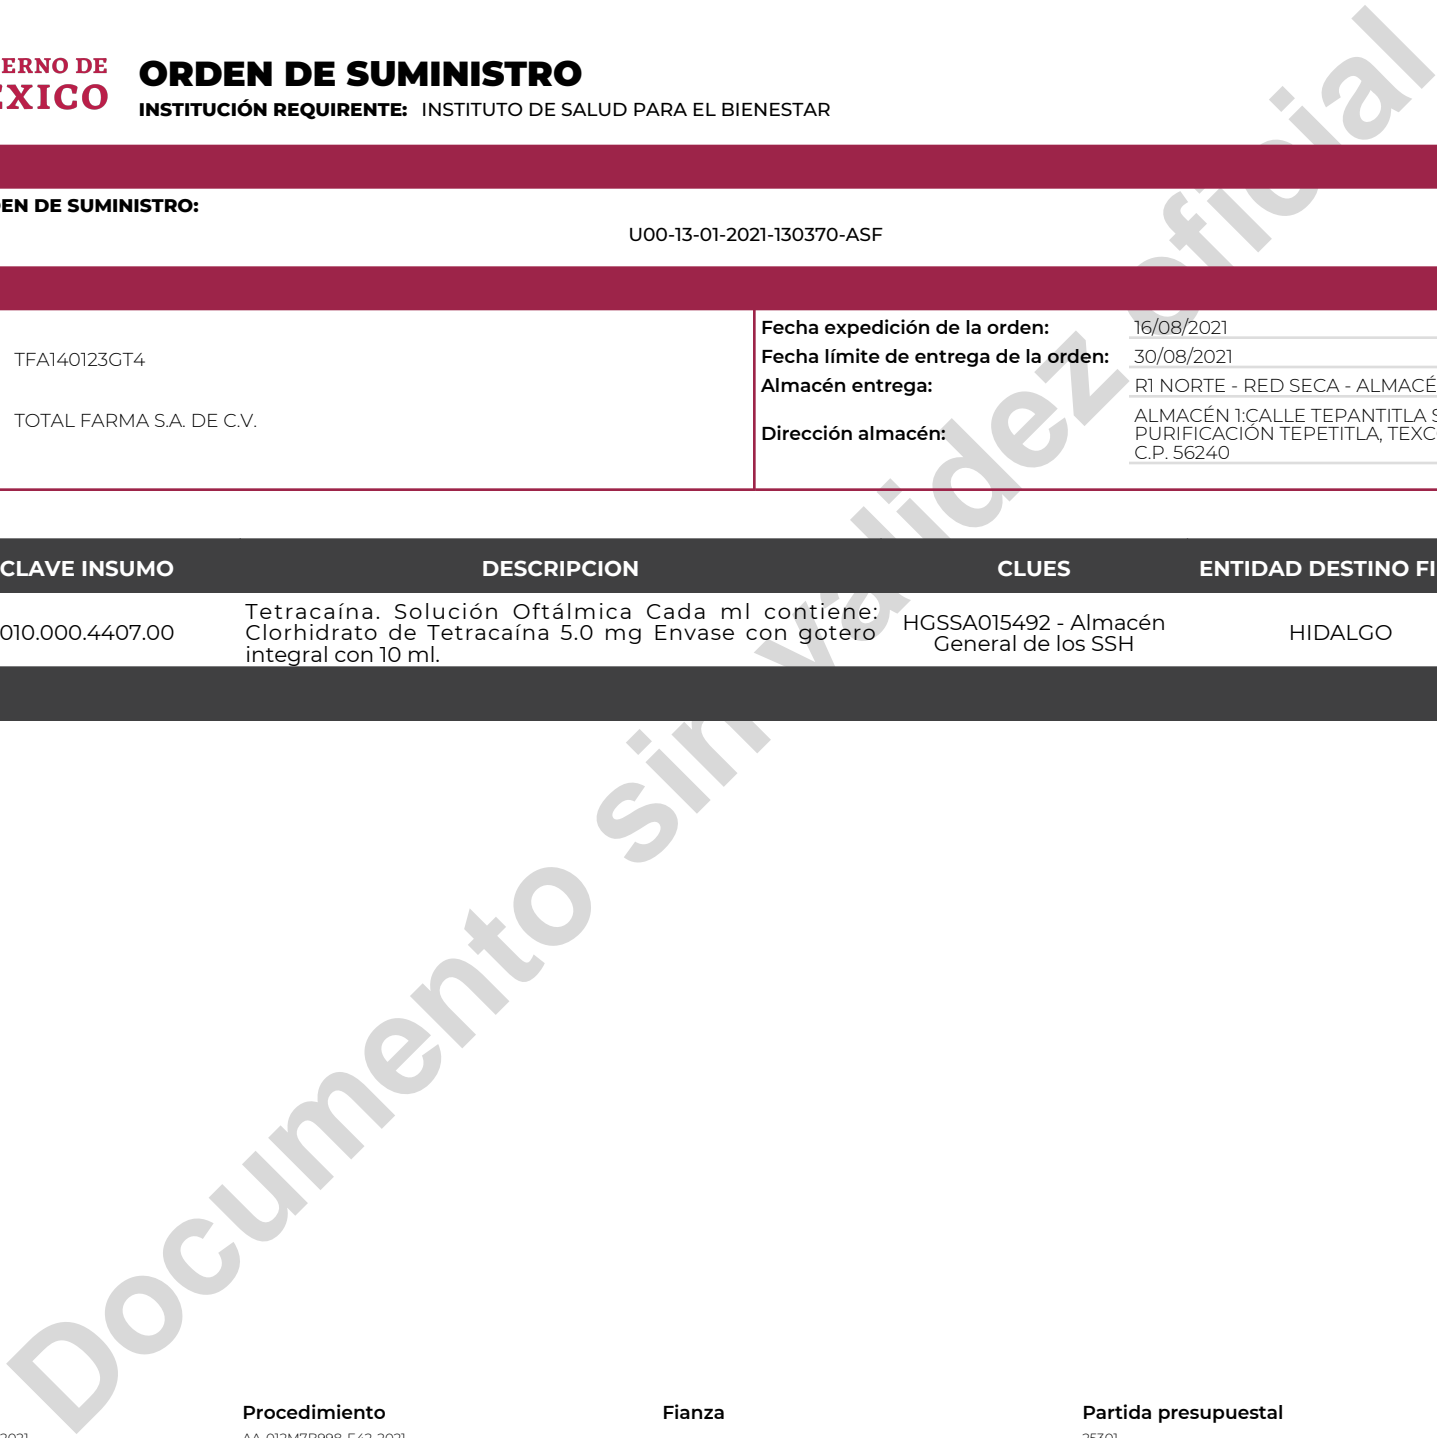 ERNO DE
EXICO
ORDEN DE SUMINISTRO
INSTITUCIÓN REQUIRENTE: INSTITUTO DE SALUD PARA EL BIENESTAR
EN DE SUMINISTRO:
U00-13-01-2021-130370-ASF
TFA140123GT4
TOTAL FARMA S.A. DE C.V.
Fecha expedición de la orden: 16/08/2021
Fecha límite de entrega de la orden: 30/08/2021
Almacén entrega: R1 NORTE - RED SECA - ALMACÉ
Dirección almacén: ALMACÉN 1:CALLE TEPANTITLA S
PURIFICACIÓN TEPETITLA, TEXC
C.P. 56240
CLAVE INSUMO DESCRIPCION CLUES ENTIDAD DESTINO FI
010.000.4407.00
Tetracaína. Solución Oftálmica Cada ml contiene:
Clorhidrato de Tetracaína 5.0 mg Envase con gotero
integral con 10 ml.
HGSSA015492 - Almacén
General de los SSH
HIDALGO
Documento sin validez oficial
Procedimiento Fianza Partida presupuestal